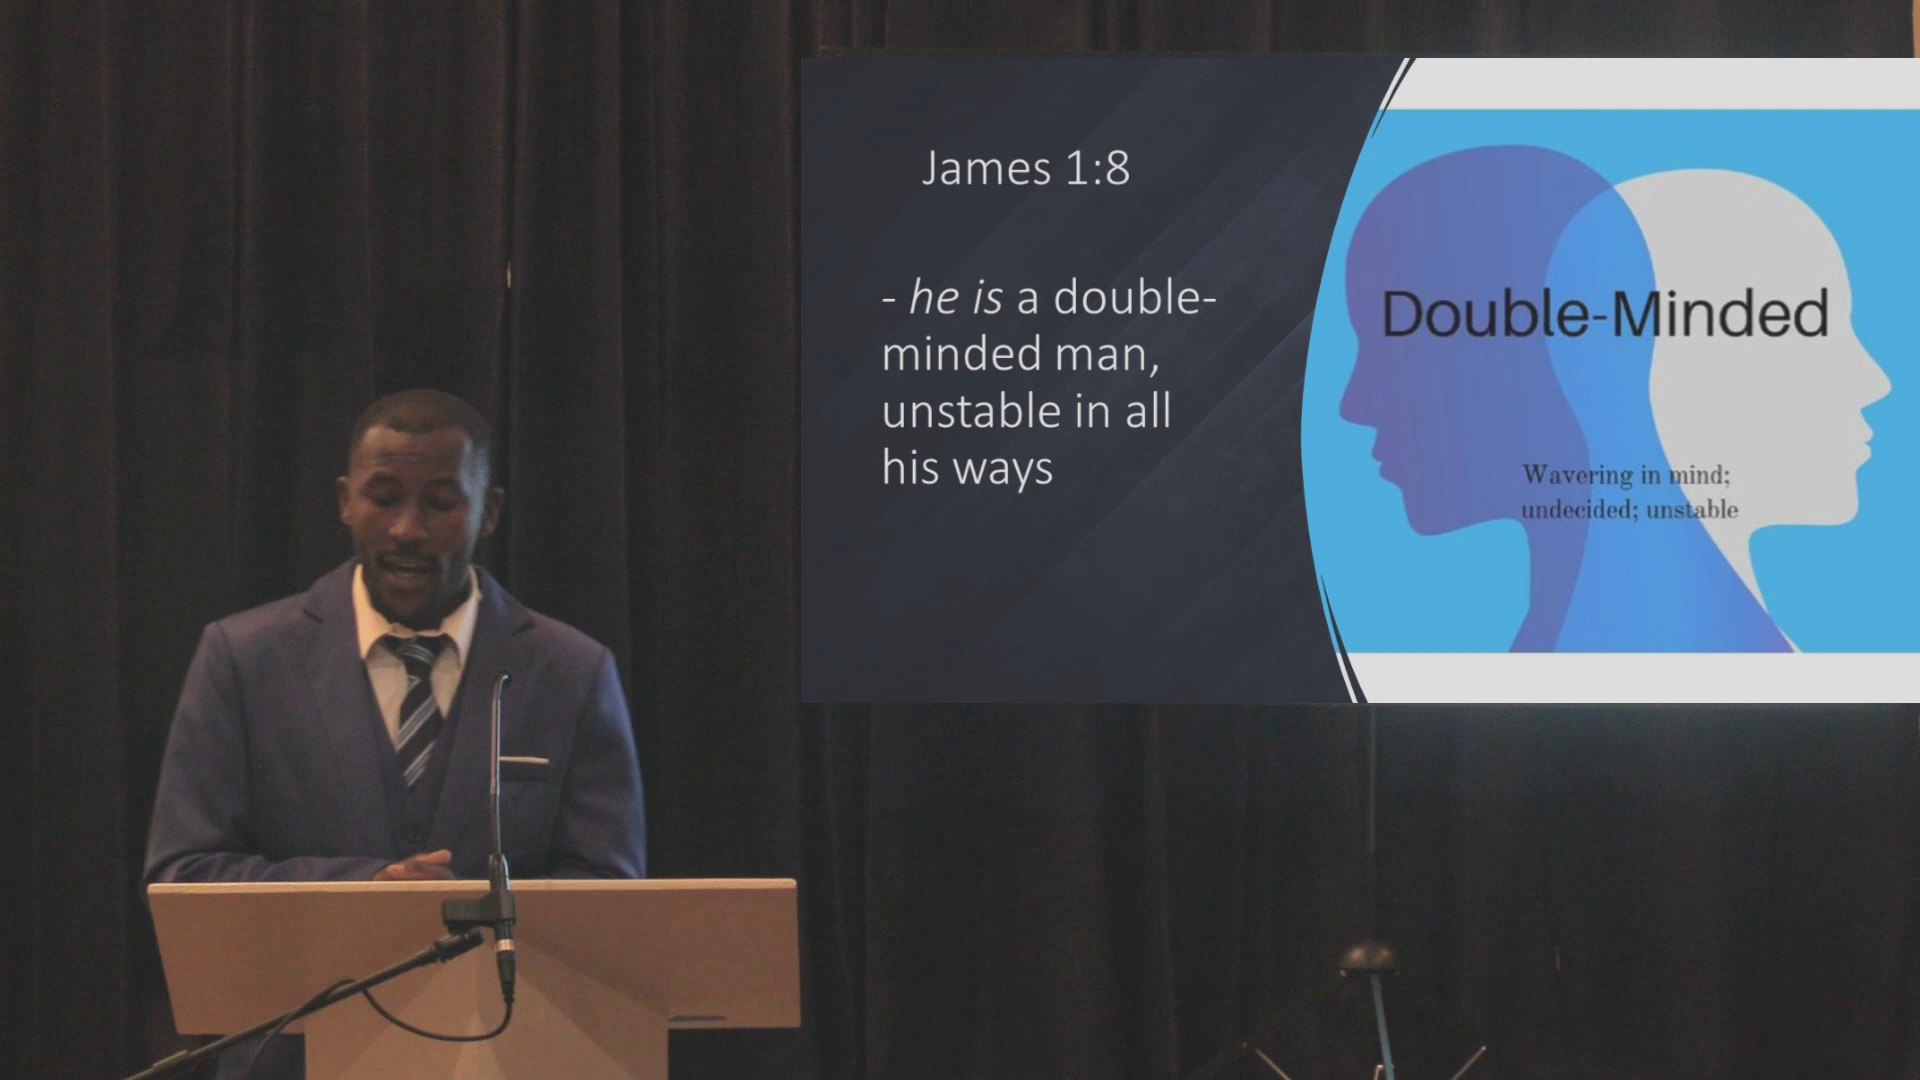 James 1:8
- he is a double-
minded man,
unstable in all
his ways
Double-Minded
Wavering in mind;
undecided; unstable